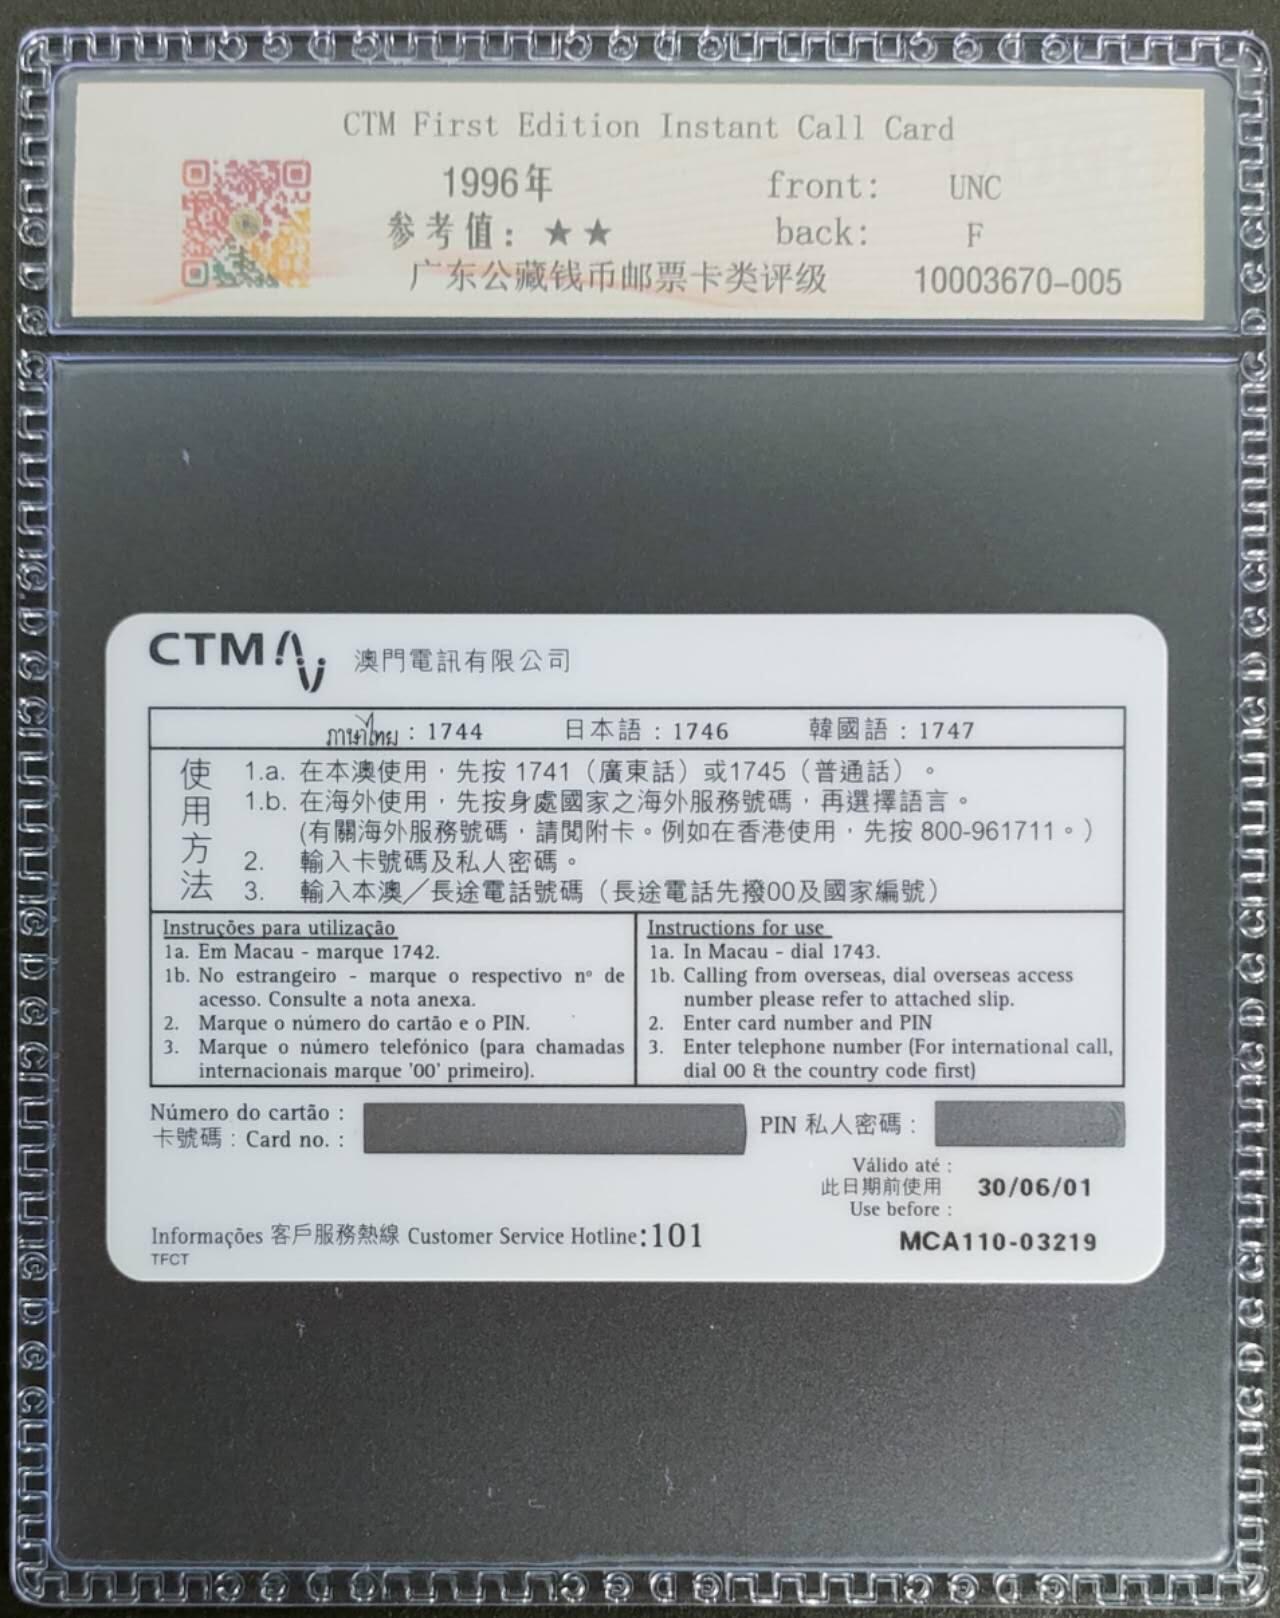 CTM First Edition Instant Call Card
1996年 front: UNC
参考值：★★ back: F
广东公藏钱币邮票卡类评级 10003670-005
CTM 澳門電訊有限公司
ภาษาไทย : 1744 日本語 : 1746 韓國語 : 1747
使用方法
1.a. 在本澳使用，先按 1741（廣東話）或1745（普通話）。
1.b. 在海外使用，先按身處國家之海外服務號碼，再選擇語言。
(有關海外服務號碼，請閱附卡。例如在香港使用，先按 800-961711。)
2. 輸入卡號碼及私人密碼。
3. 輸入本澳／長途電話號碼（長途電話先撥00及國家編號）
Instruções para utilização
1a. Em Macau - marque 1742.
1b. No estrangeiro - marque o respectivo nº de
acesso. Consulte a nota anexa.
2. Marque o número do cartão e o PIN.
3. Marque o número telefónico (para chamadas
internacionais marque '00' primeiro).
Instructions for use
1a. In Macau - dial 1743.
1b. Calling from overseas, dial overseas access
number please refer to attached slip.
2. Enter card number and PIN
3. Enter telephone number (For international call,
dial 00 & the country code first)
Número do cartão :
卡號碼 : Card no. :
PIN 私人密碼 :
Válido até :
此日期前使用 30/06/01
Use before :
Informações 客戶服務熱線 Customer Service Hotline:101
MCA110-03219
TFCT